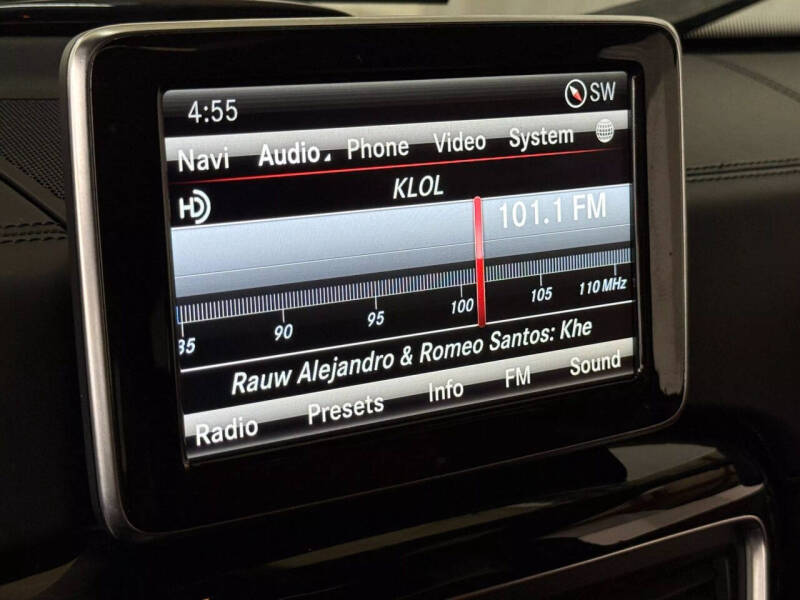 4:55 SW
Navi Audio Phone Video System
HD KLOL
101.1 FM
85 90 95 100 105 110 MHz
Rauw Alejandro & Romeo Santos: Khe
Radio Presets Info FM Sound